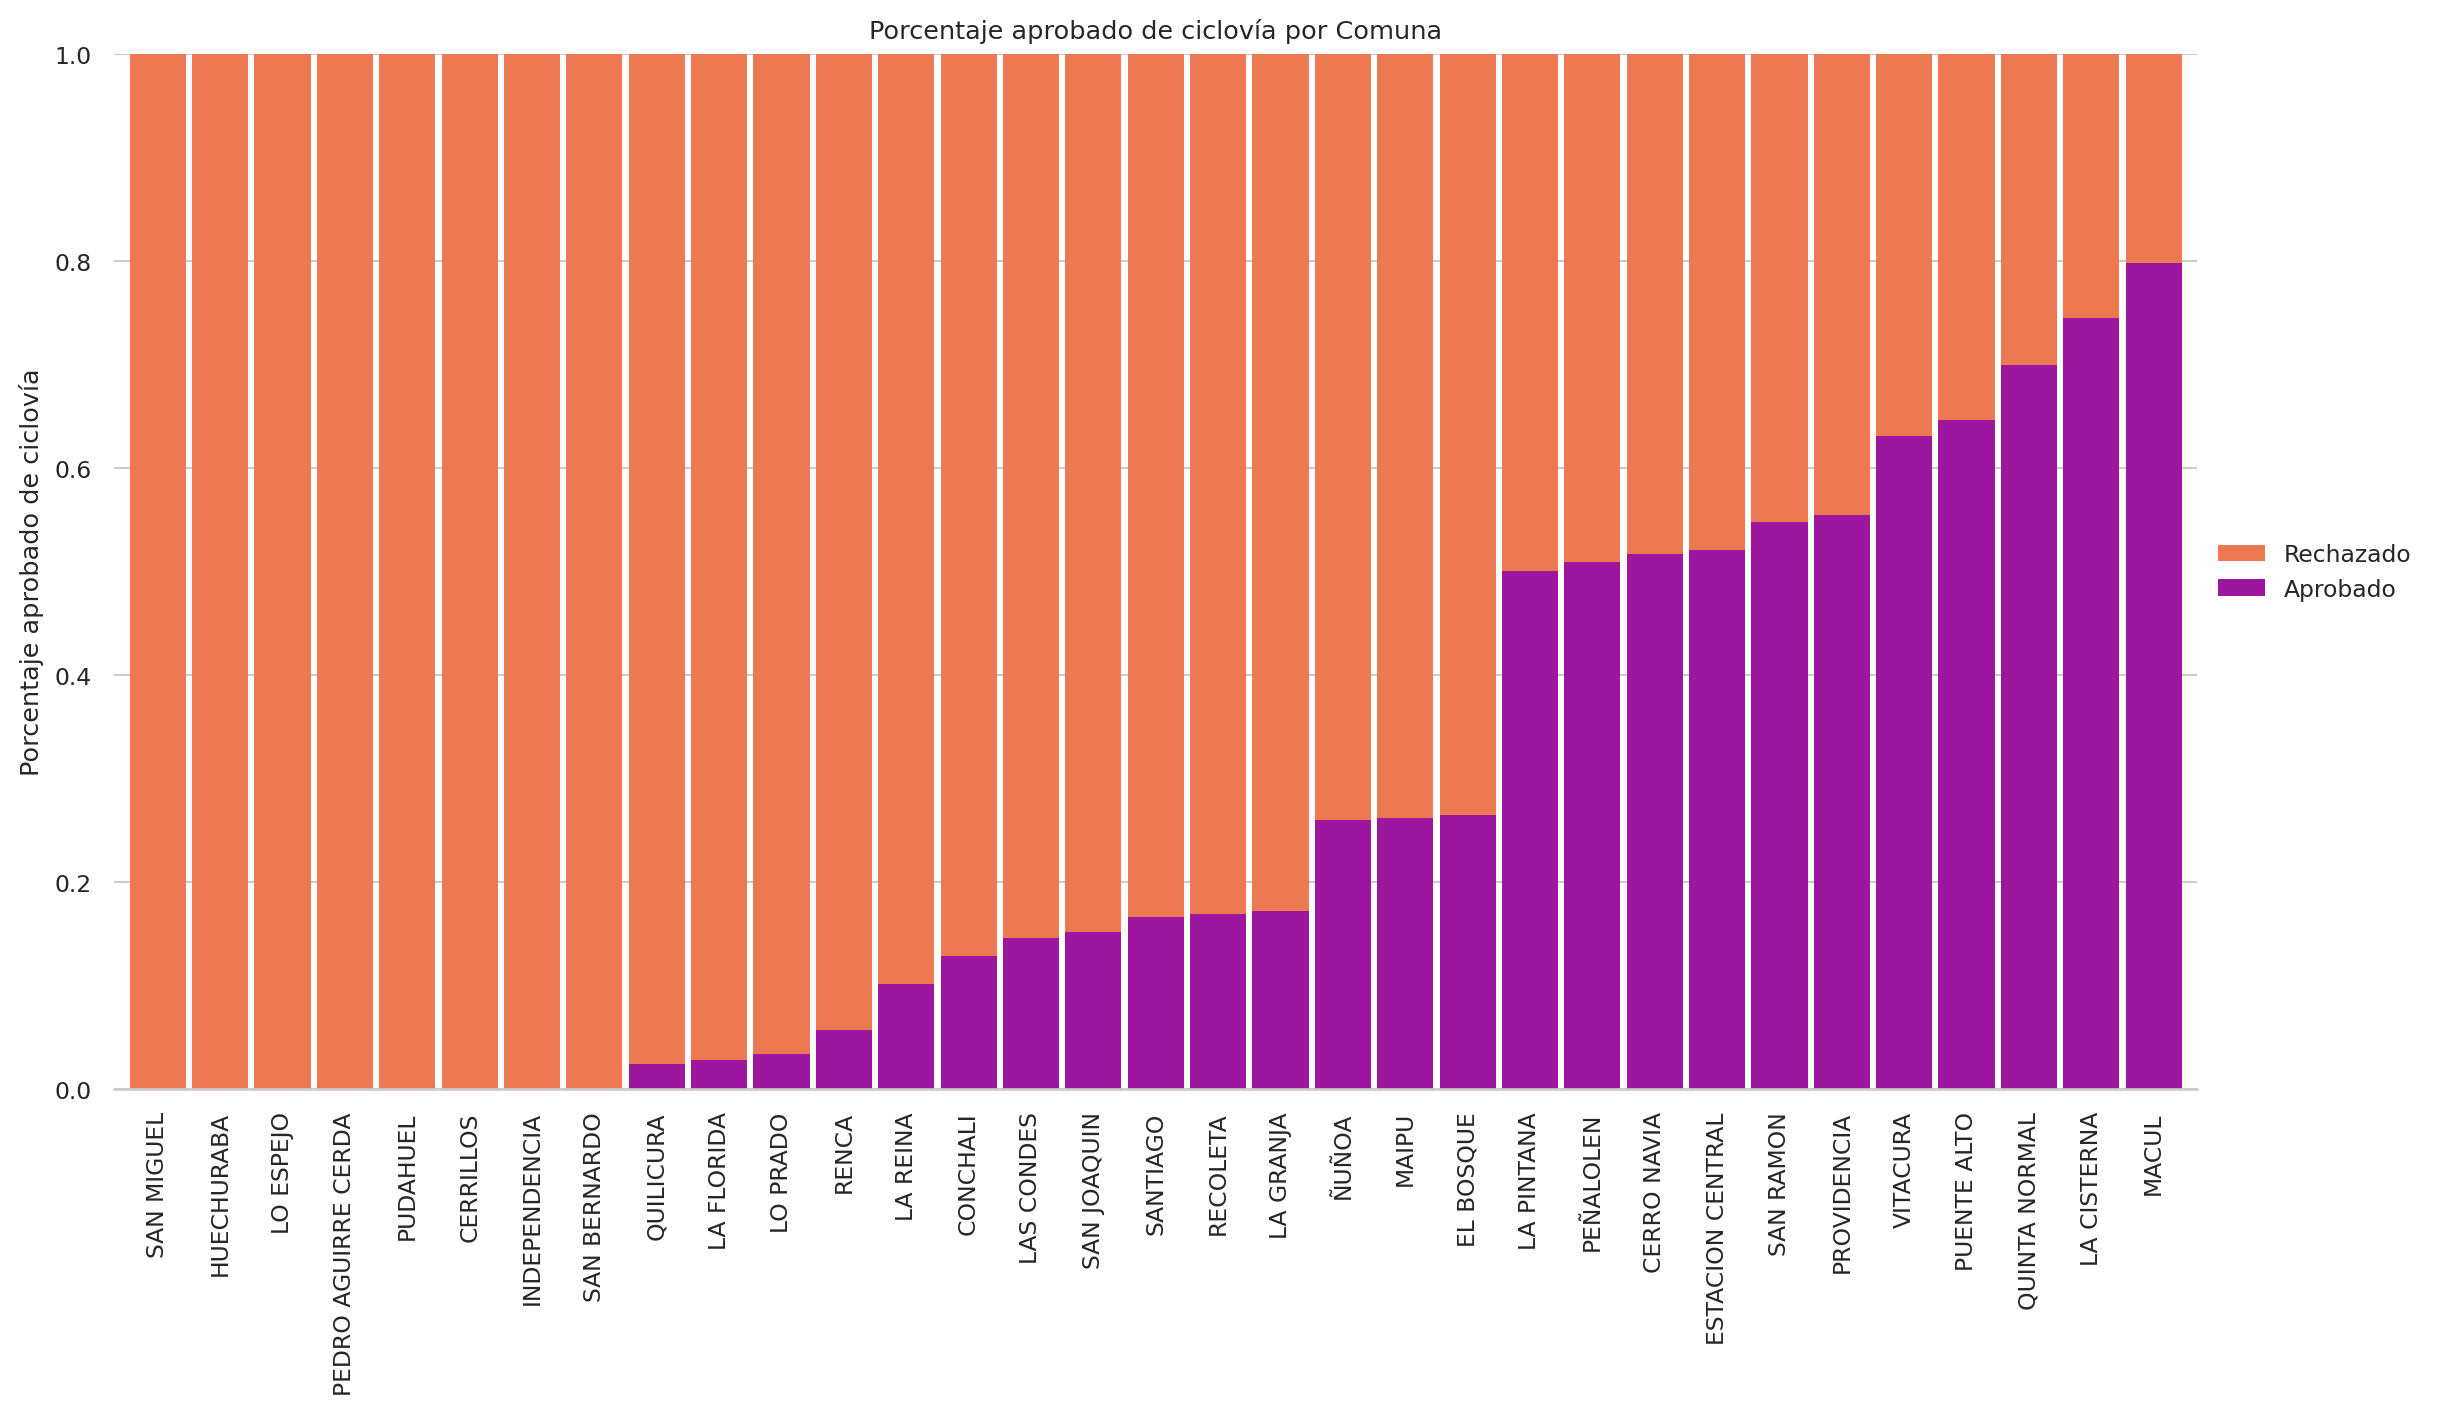 Porcentaje aprobado de ciclovía por Comuna
Porcentaje aprobado de ciclovía
1.0
0.8
0.6
0.4
0.2
0.0
SAN MIGUEL
HUECHURABA
LO ESPEJO
PEDRO AGUIRRE CERDA
PUDAHUEL
CERRILLOS
INDEPENDENCIA
SAN BERNARDO
QUILICURA
LA FLORIDA
LO PRADO
RENCA
LA REINA
CONCHALI
LAS CONDES
SAN JOAQUIN
SANTIAGO
RECOLETA
LA GRANJA
ÑUÑOA
MAIPU
EL BOSQUE
LA PINTANA
PEÑALOLEN
CERRO NAVIA
ESTACION CENTRAL
SAN RAMON
PROVIDENCIA
VITACURA
PUENTE ALTO
QUINTA NORMAL
LA CISTERNA
MACUL
Rechazado
Aprobado